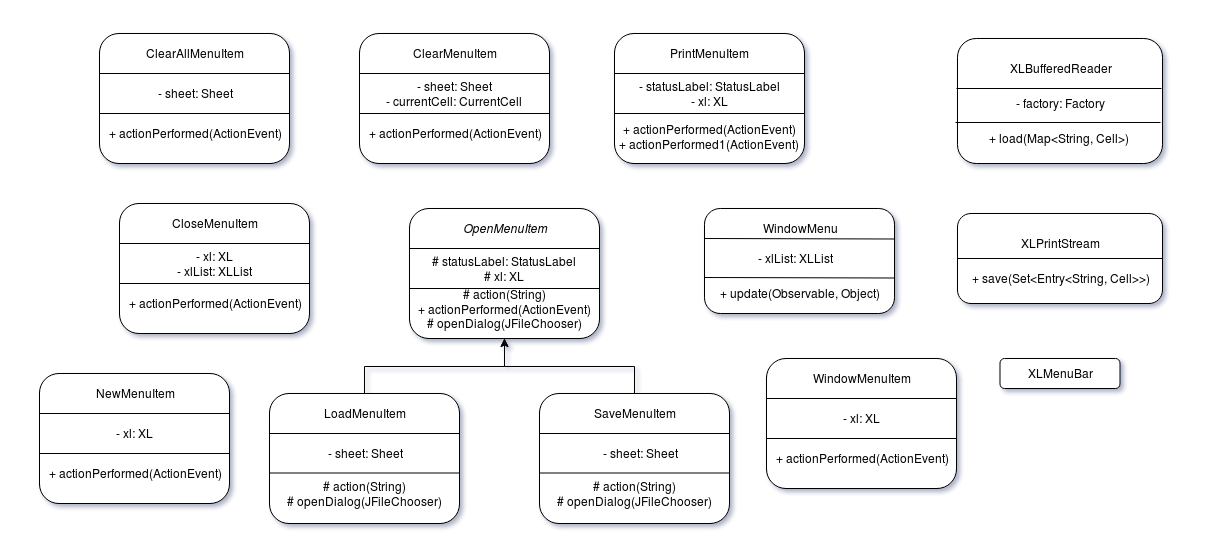 ClearAllMenuItem
- sheet: Sheet
+ actionPerformed(ActionEvent)
ClearMenuItem
- sheet: Sheet
- currentCell: CurrentCell
+ actionPerformed(ActionEvent)
PrintMenuItem
- statusLabel: StatusLabel
- xl: XL
+ actionPerformed(ActionEvent)
+ actionPerformed1(ActionEvent)
XLBufferedReader
- factory: Factory
+ load(Map<String, Cell>)
CloseMenuItem
- xl: XL
- xlList: XLList
+ actionPerformed(ActionEvent)
OpenMenuItem
# statusLabel: StatusLabel
# xl: XL
# action(String)
+ actionPerformed(ActionEvent)
# openDialog(JFileChooser)
WindowMenu
- xlList: XLList
+ update(Observable, Object)
XLPrintStream
+ save(Set<Entry<String, Cell>>)
NewMenuItem
- xl: XL
+ actionPerformed(ActionEvent)
LoadMenuItem
- sheet: Sheet
# action(String)
# openDialog(JFileChooser)
SaveMenuItem
- sheet: Sheet
# action(String)
# openDialog(JFileChooser)
WindowMenuItem
- xl: XL
+ actionPerformed(ActionEvent)
XLMenuBar